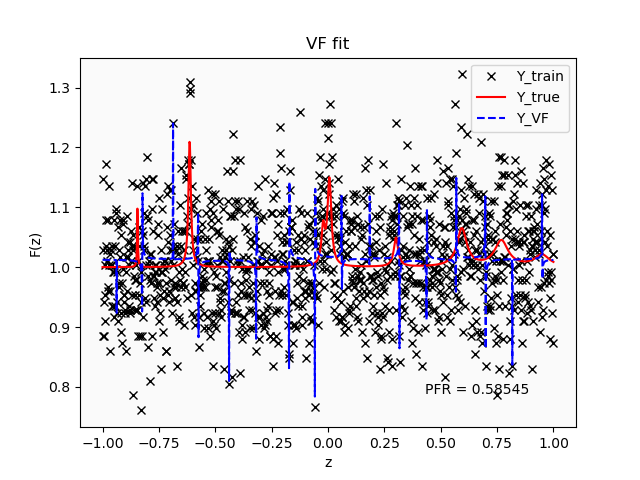 VF fit
Y_train
Y_true
Y_VF
1.3
1.2
1.1
1.0
0.9
0.8
F(z)
PFR = 0.58545
−1.00 −0.75 −0.50 −0.25 0.00 0.25 0.50 0.75 1.00
z